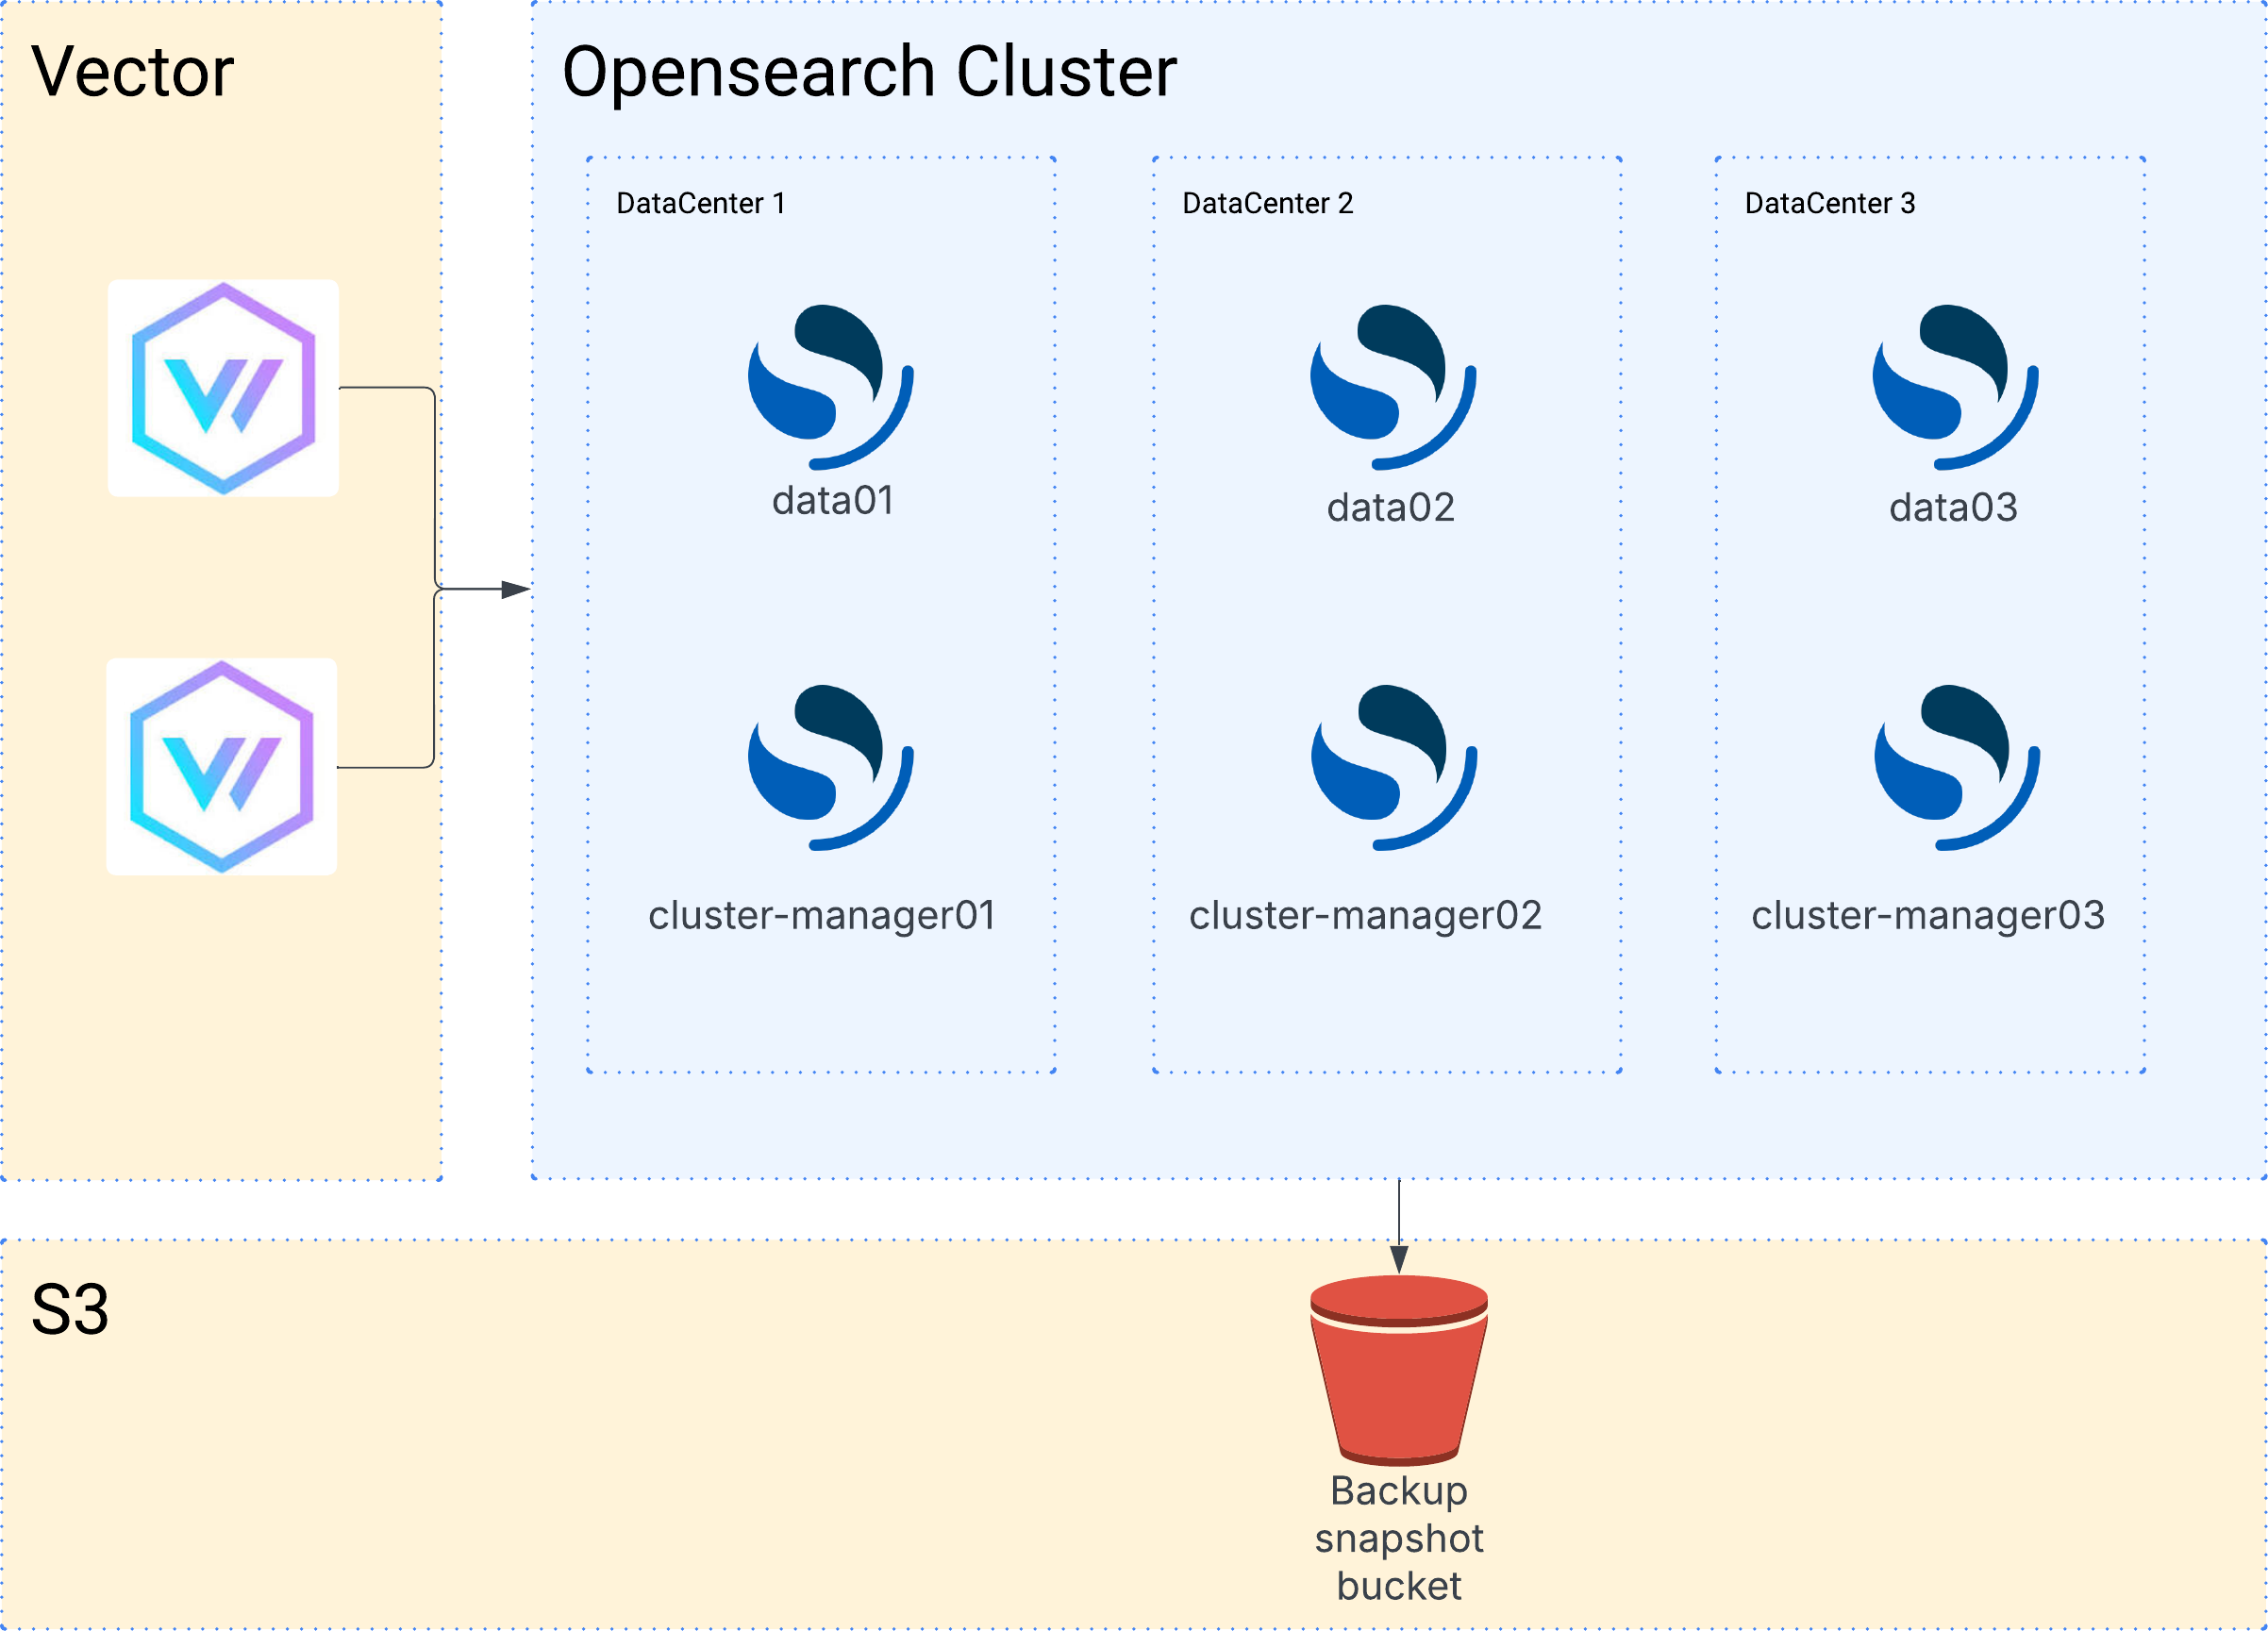 Vector
Opensearch Cluster
DataCenter 1
DataCenter 2
DataCenter 3
data01
data02
data03
cluster-manager01
cluster-manager02
cluster-manager03
S3
Backup
snapshot
bucket